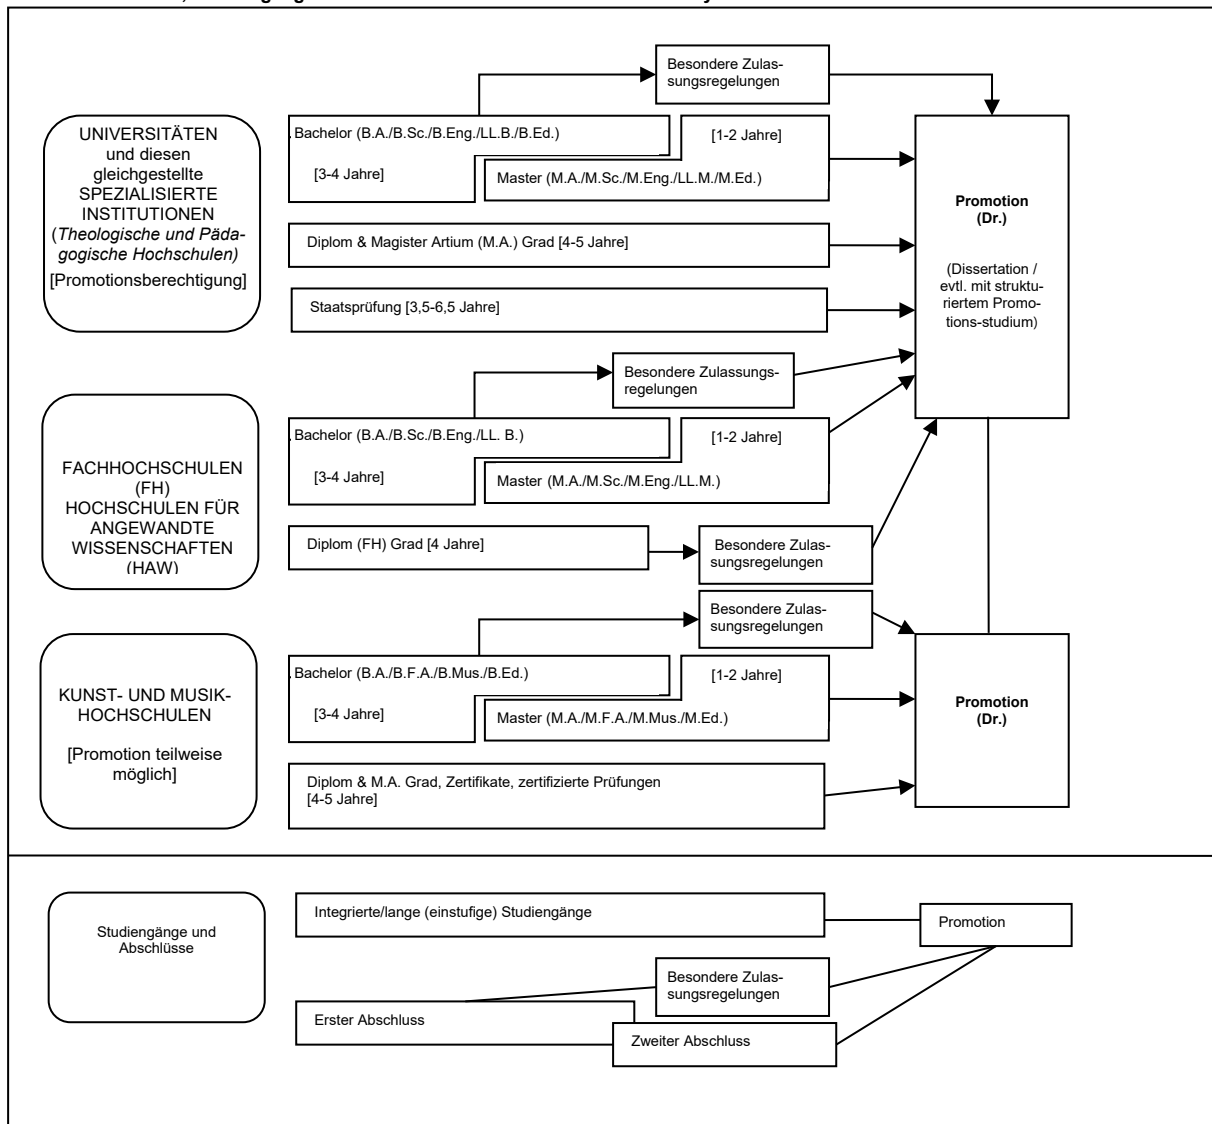 Besondere Zulas-
sungsregelungen
UNIVERSITÄTEN
und diesen
gleichgestellte
SPEZIALISIERTE
INSTITUTIONEN
(Theologische und Päda-
gogische Hochschulen)
[Promotionsberechtigung]
Bachelor (B.A./B.Sc./B.Eng./LL.B./B.Ed.)
[3-4 Jahre]
[1-2 Jahre]
Master (M.A./M.Sc./M.Eng./LL.M./M.Ed.)
Diplom & Magister Artium (M.A.) Grad [4-5 Jahre]
Staatsprüfung [3,5-6,5 Jahre]
Promotion
(Dr.)
(Dissertation /
evtl. mit struktu-
riertem Promo-
tions-studium)
Besondere Zulassungs-
regelungen
FACHHOCHSCHULEN
(FH)
HOCHSCHULEN FÜR
ANGEWANDTE
WISSENSCHAFTEN
(HAW)
Bachelor (B.A./B.Sc./B.Eng./LL. B.)
[3-4 Jahre]
[1-2 Jahre]
Master (M.A./M.Sc./M.Eng./LL.M.)
Diplom (FH) Grad [4 Jahre]
Besondere Zulas-
sungsregelungen
Besondere Zulas-
sungsregelungen
KUNST- UND MUSIK-
HOCHSCHULEN
[Promotion teilweise
möglich]
Bachelor (B.A./B.F.A./B.Mus./B.Ed.)
[3-4 Jahre]
[1-2 Jahre]
Master (M.A./M.F.A./M.Mus./M.Ed.)
Diplom & M.A. Grad, Zertifikate, zertifizierte Prüfungen
[4-5 Jahre]
Promotion
(Dr.)
Studiengänge und
Abschlüsse
Integrierte/lange (einstufige) Studiengänge
Promotion
Besondere Zulas-
sungsregelungen
Erster Abschluss
Zweiter Abschluss